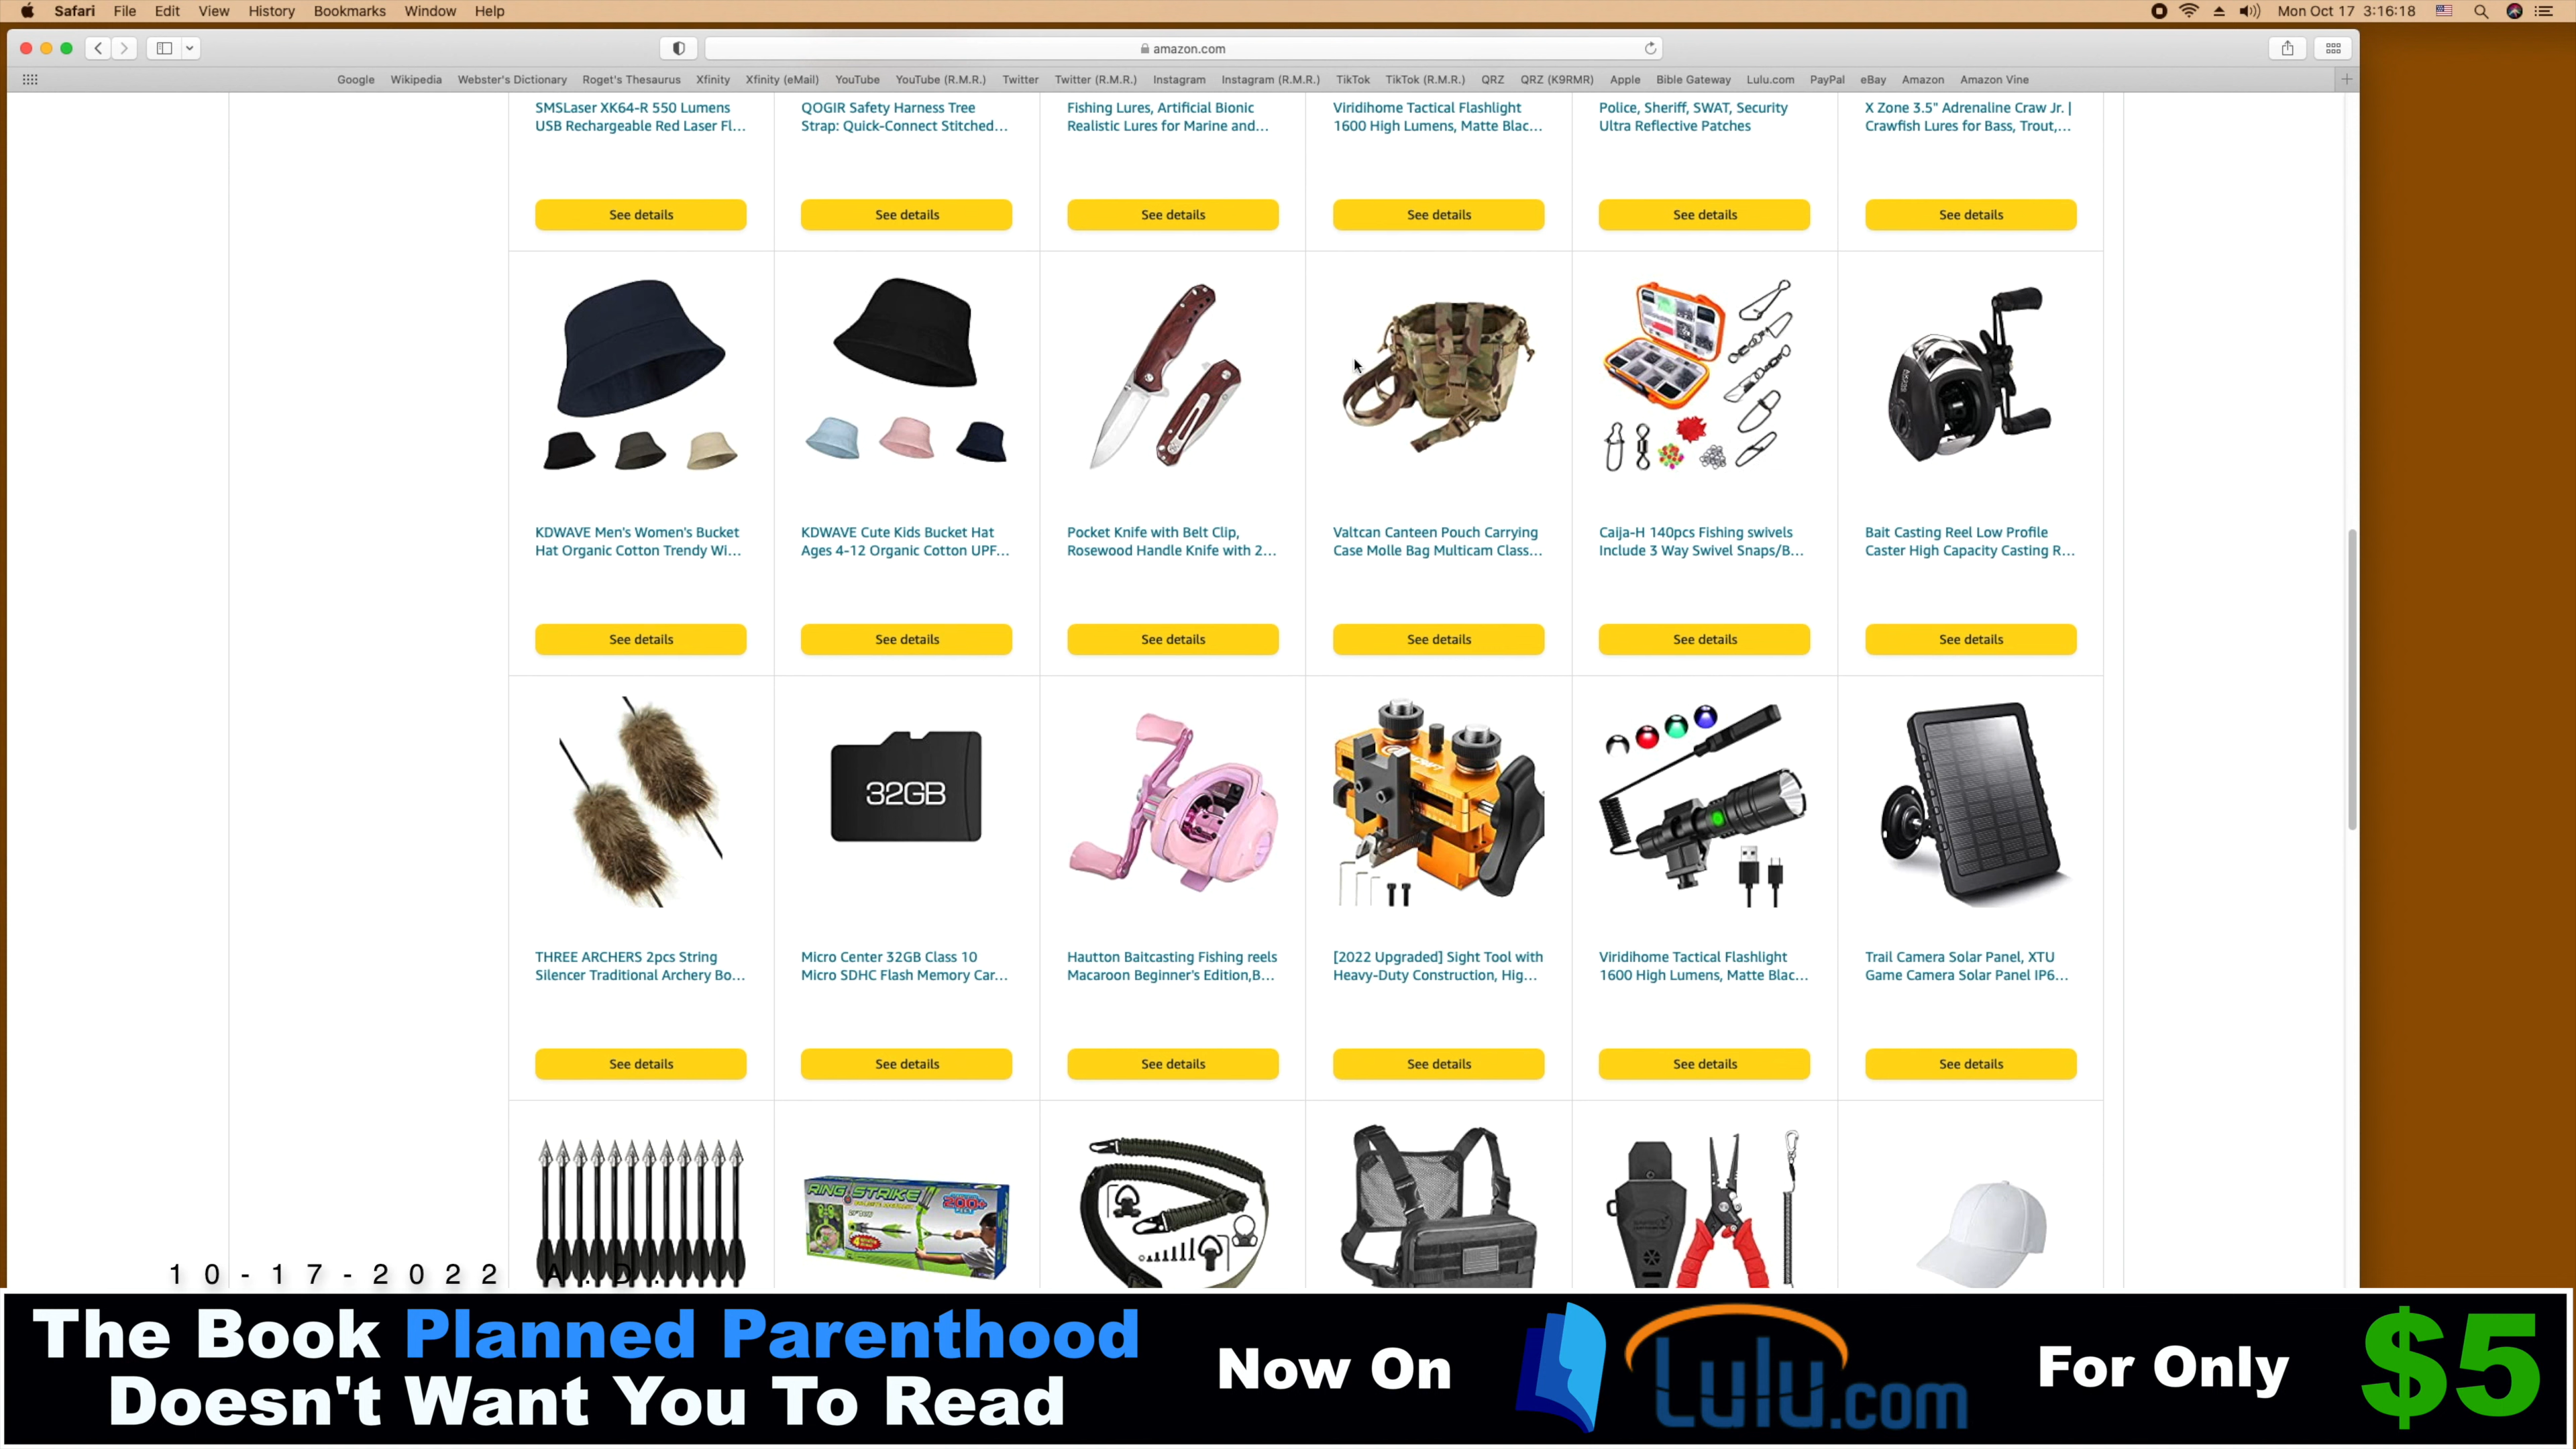 Safari File Edit View History Bookmarks Window Help
Mon Oct 17 3:16:18
amazon.com
Google Wikipedia Webster's Dictionary Roget's Thesaurus Xfinity Xfinity (eMail) YouTube YouTube (R.M.R.) Twitter Twitter (R.M.R.) Instagram Instagram (R.M.R.) TikTok TikTok (R.M.R.) QRZ QRZ (K9RMR) Apple Bible Gateway Lulu.com PayPal eBay Amazon Amazon Vine
SMSLaser XK64-R 550 Lumens
USB Rechargeable Red Laser Fl...
QOGIR Safety Harness Tree
Strap: Quick-Connect Stitched...
Fishing Lures, Artificial Bionic
Realistic Lures for Marine and...
Viridihome Tactical Flashlight
1600 High Lumens, Matte Blac...
Police, Sheriff, SWAT, Security
Ultra Reflective Patches
X Zone 3.5" Adrenaline Craw Jr. |
Crawfish Lures for Bass, Trout,...
See details See details See details See details See details See details
KDWAVE Men's Women's Bucket
Hat Organic Cotton Trendy Wi...
KDWAVE Cute Kids Bucket Hat
Ages 4-12 Organic Cotton UPF...
Pocket Knife with Belt Clip,
Rosewood Handle Knife with 2...
Valtcan Canteen Pouch Carrying
Case Molle Bag Multicam Class...
Caija-H 140pcs Fishing swivels
Include 3 Way Swivel Snaps/B...
Bait Casting Reel Low Profile
Caster High Capacity Casting R...
See details See details See details See details See details See details
32GB
THREE ARCHERS 2pcs String
Silencer Traditional Archery Bo...
Micro Center 32GB Class 10
Micro SDHC Flash Memory Car...
Hautton Baitcasting Fishing reels
Macaroon Beginner's Edition,B...
[2022 Upgraded] Sight Tool with
Heavy-Duty Construction, Hig...
Viridihome Tactical Flashlight
1600 High Lumens, Matte Blac...
Trail Camera Solar Panel, XTU
Game Camera Solar Panel IP6...
See details See details See details See details See details See details
RING STRIKE
200+
10-17-2022 A.D.
The Book Planned Parenthood
Doesn't Want You To Read
Now On
Lulu.com
For Only
$5